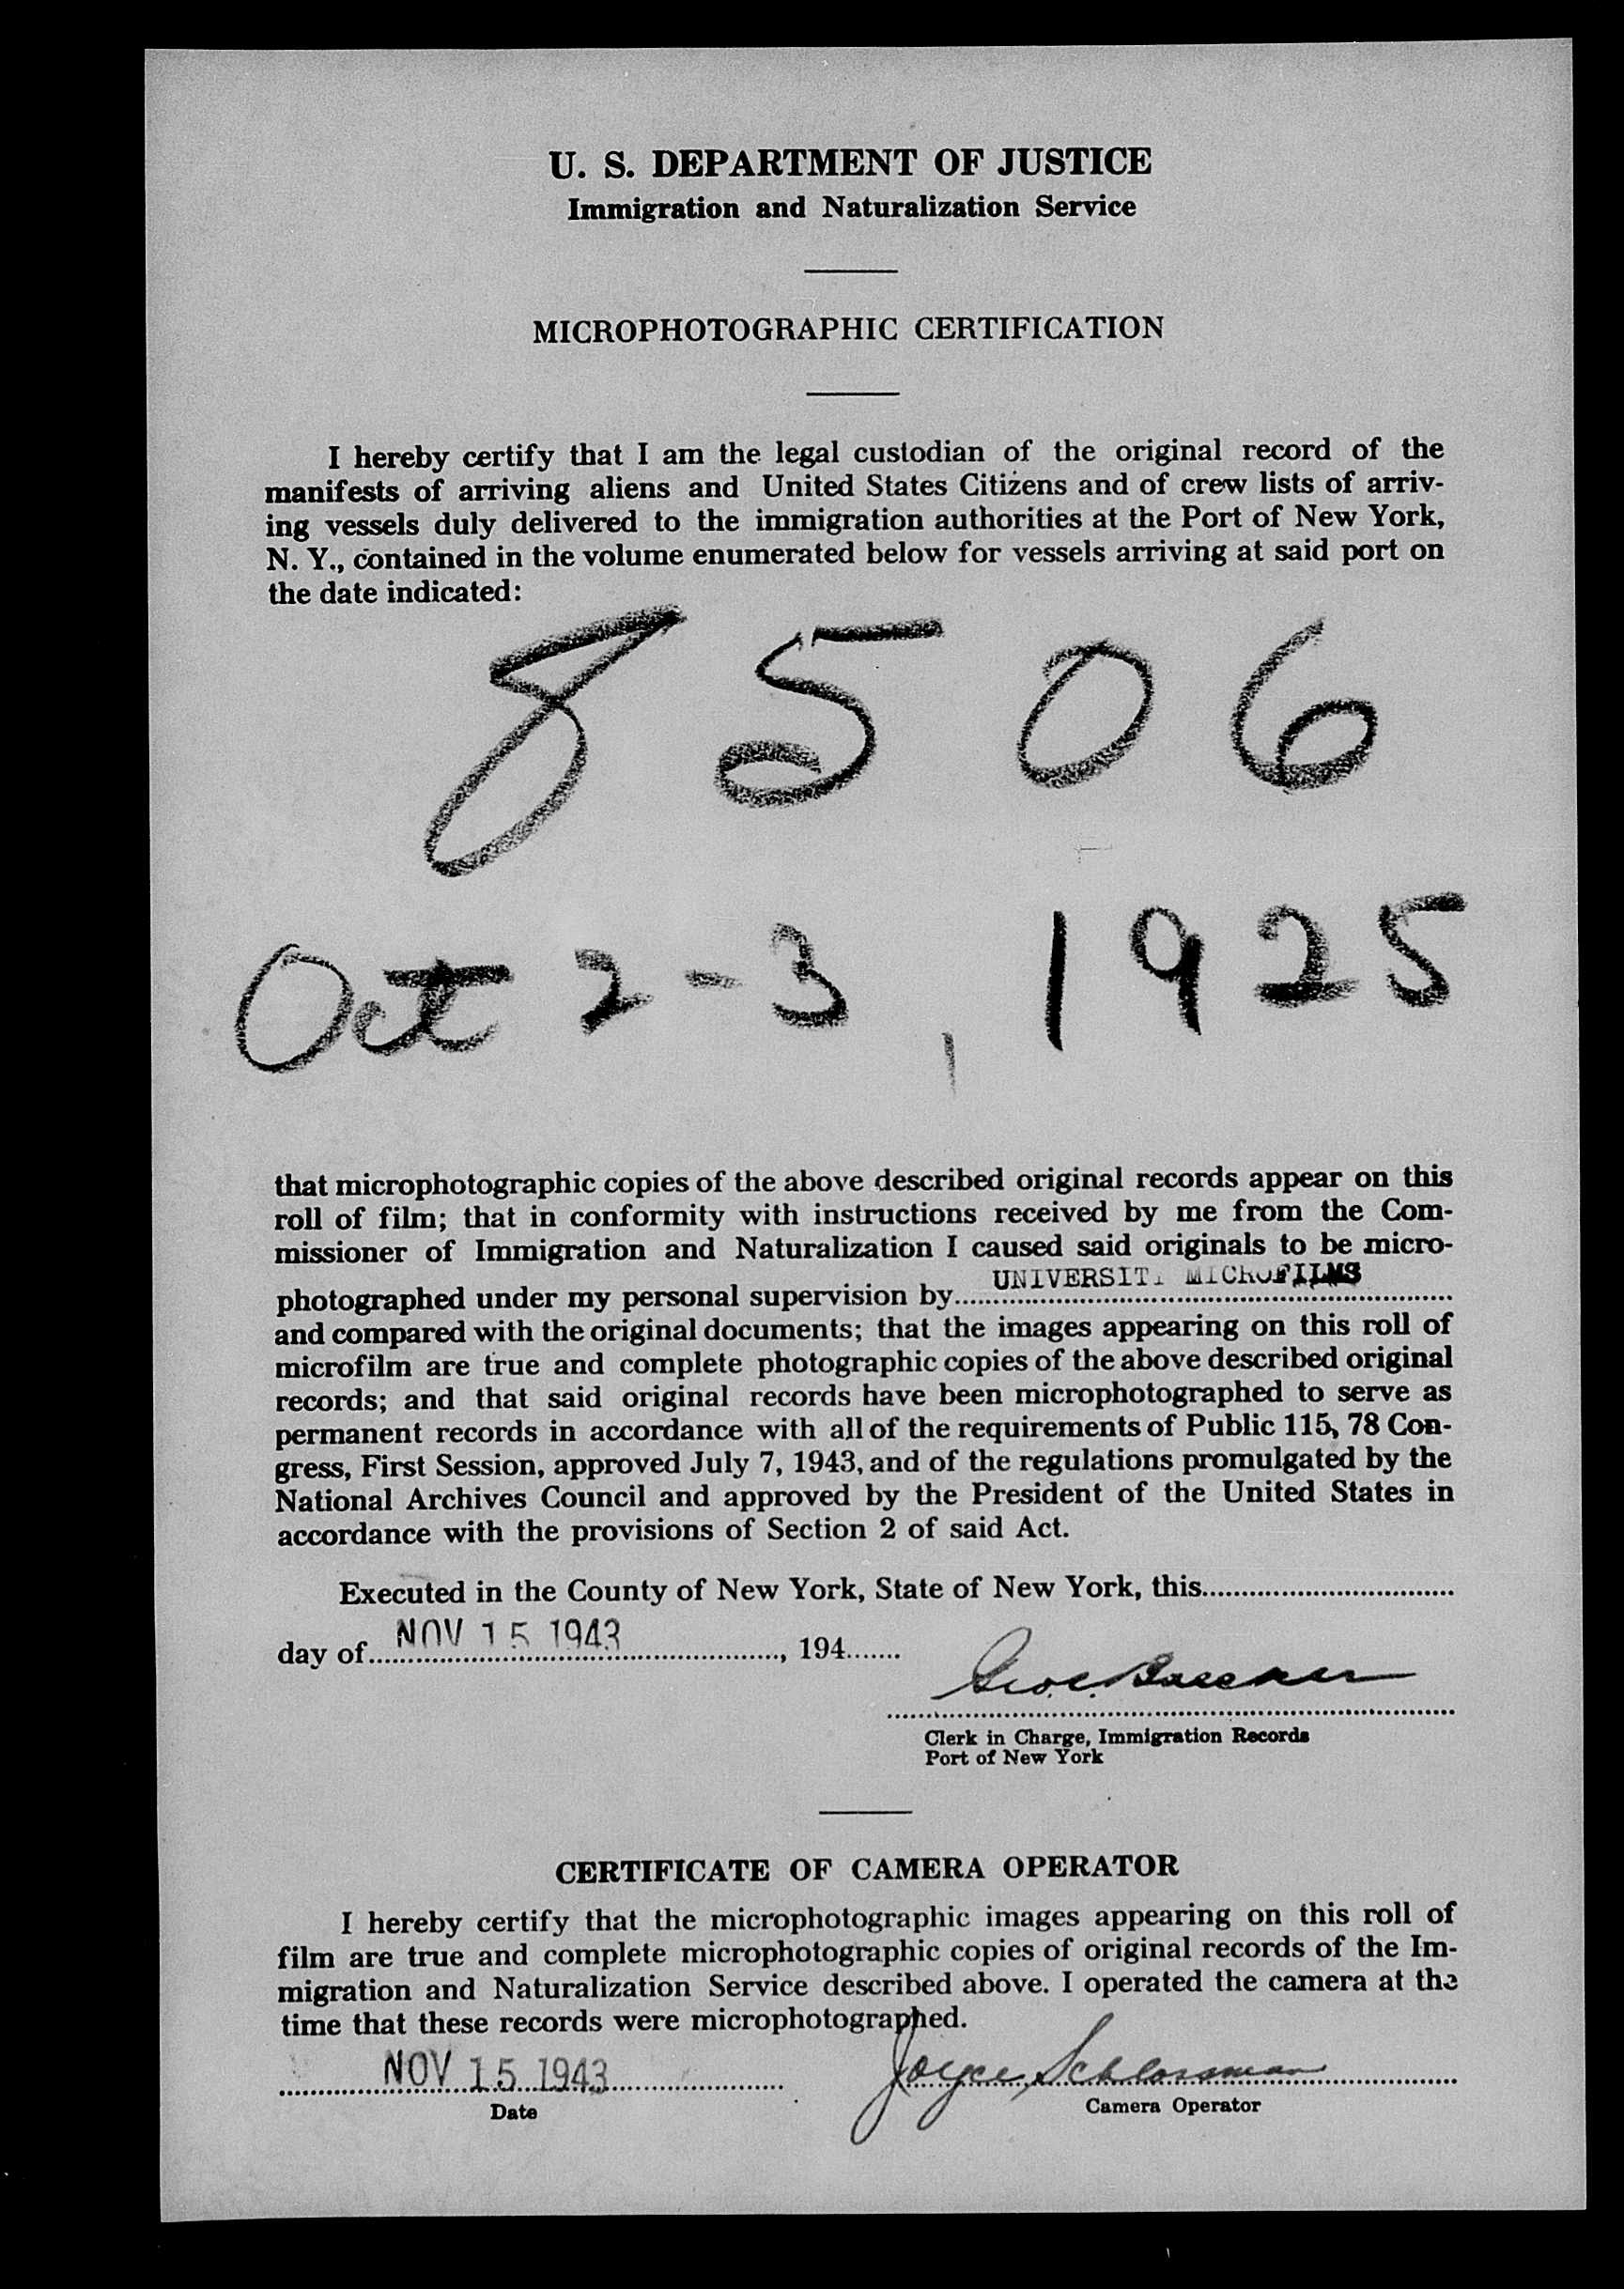 U. S. DEPARTMENT OF JUSTICE
Immigration and Naturalization Service
MICROPHOTOGRAPHIC CERTIFICATION
I hereby certify that I am the legal custodian of the original record of the
manifests of arriving aliens and United States Citizens and of crew lists of arriv-
ing vessels duly delivered to the immigration authorities at the Port of New York,
N. Y., contained in the volume enumerated below for vessels arriving at said port on
the date indicated:
8506
Oct 2-3, 1925
that microphotographic copies of the above described original records appear on this
roll of film; that in conformity with instructions received by me from the Com-
missioner of Immigration and Naturalization I caused said originals to be micro-
photographed under my personal supervision by UNIVERSITY MICROFILMS
and compared with the original documents; that the images appearing on this roll of
microfilm are true and complete photographic copies of the above described original
records; and that said original records have been microphotographed to serve as
permanent records in accordance with all of the requirements of Public 115, 78 Con-
gress, First Session, approved July 7, 1943, and of the regulations promulgated by the
National Archives Council and approved by the President of the United States in
accordance with the provisions of Section 2 of said Act.
Executed in the County of New York, State of New York, this
day of NOV 15 1943, 194
Clerk in Charge, Immigration Records
Port of New York
CERTIFICATE OF CAMERA OPERATOR
I hereby certify that the microphotographic images appearing on this roll of
film are true and complete microphotographic copies of original records of the Im-
migration and Naturalization Service described above. I operated the camera at the
time that these records were microphotographed.
NOV 15 1943 Joyce Schlossman
Date Camera Operator